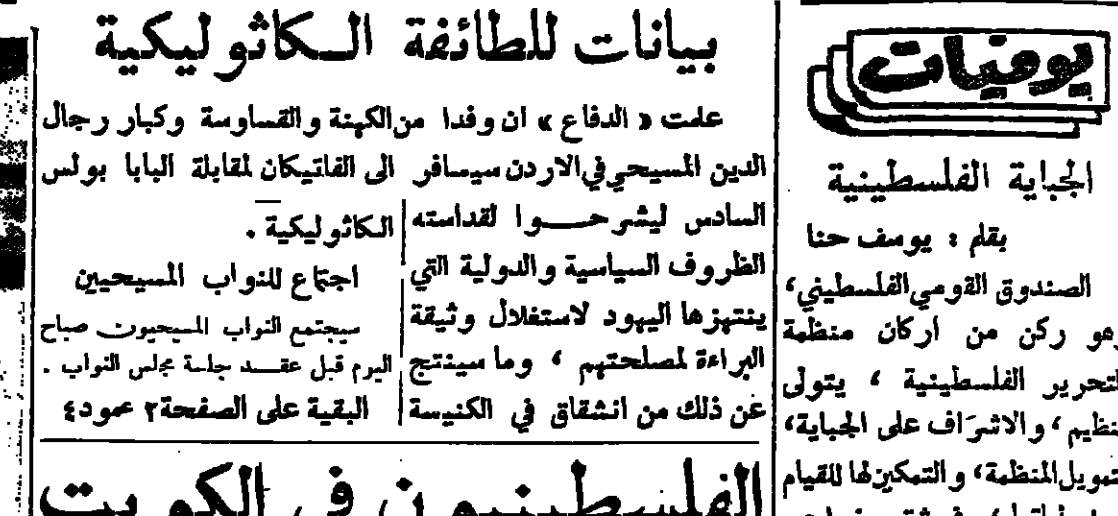 يوميات
الجباية الفلسطينية
بقلم : يوسف حنا
الصندوق القومي الفلسطيني،
وهو ركن من اركان منظمة
التحرير الفلسطينية ، يتولى
تنظيم ، والاشراف على الجباية،
تمويل المنظمة، والتمكين لها للقيام
بيانات للطائفة الكاثوليكية
علمت « الدفاع » ان وفدا من الكهنة والقساوسة وكبار رجال
الدين المسيحي في الاردن سيسافر الى الفاتيكان لمقابلة البابا بولس
السادس ليشرحوا لقداسته
الظروف السياسية والدولية التي
ينتهزها اليهود لاستغلال وثيقة
البراءة لمصلحتهم ، وما سينتج
عن ذلك من انشقاق في الكنيسة
الكاثوليكية .
اجتماع للنواب المسيحيين
سيجتمع النواب المسيحيون صباح
اليوم قبل عقد جلسة مجلس النواب .
البقية على الصفحة ٢ عمود ٤
الفلسطينيون في الكويت